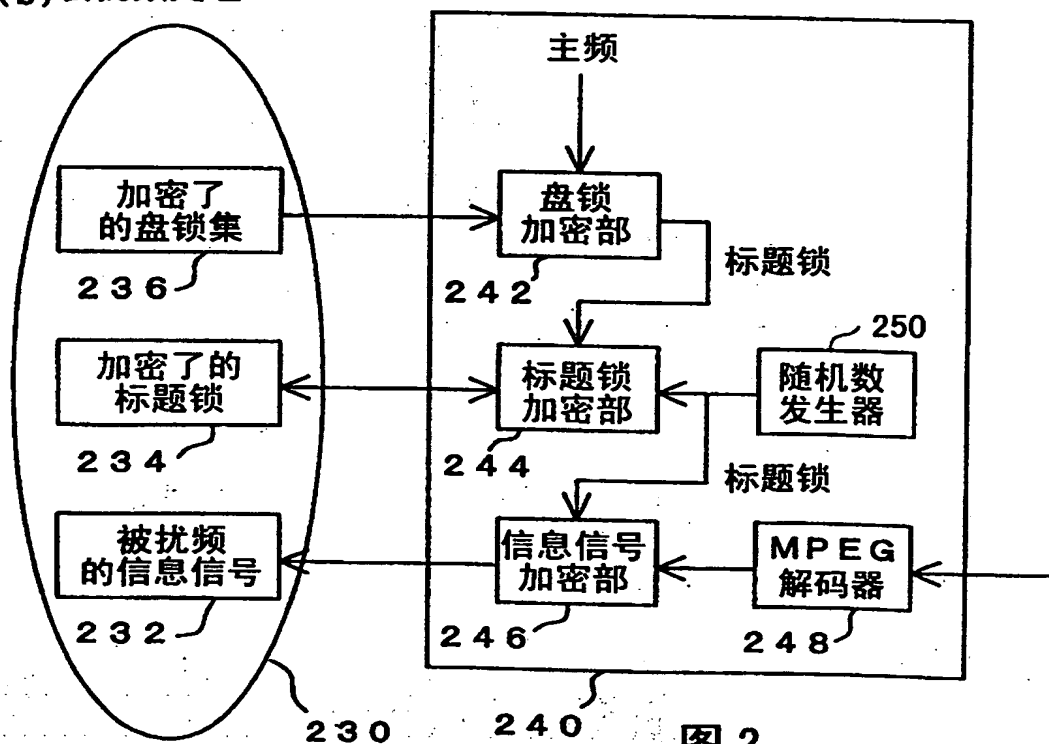 (b)
主频
加密了
的盘锁集
236
盘锁
加密部
242
标题锁
加密了的
标题锁
234
标题锁
加密部
244
250
随机数
发生器
标题锁
被扰频
的信息信号
232
信息信号
加密部
246
MPEG
解码器
248
230
240
图2